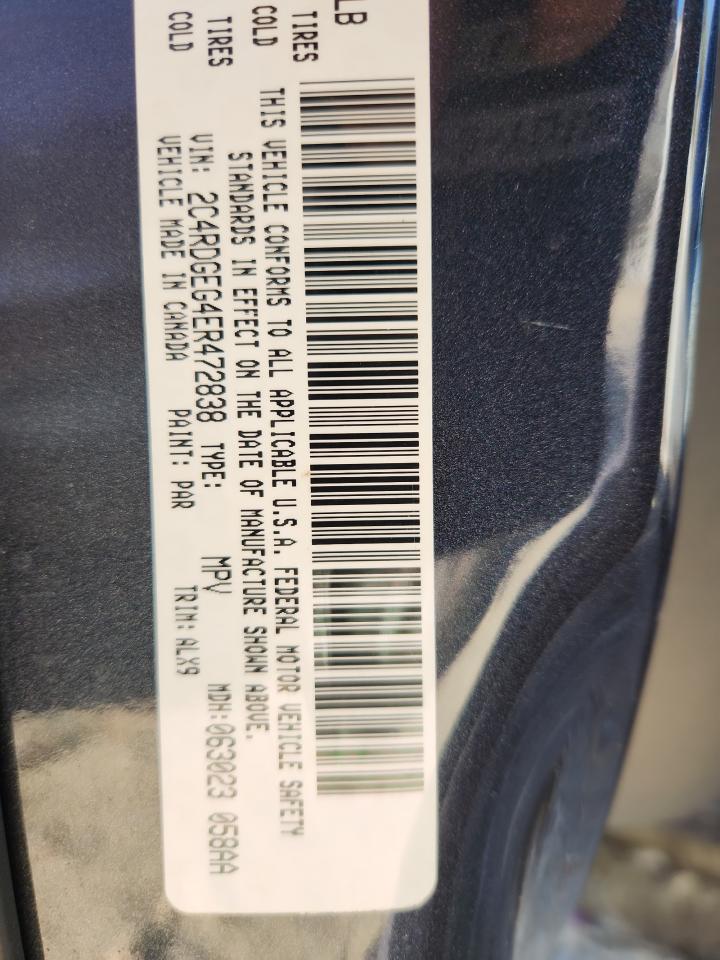 LB
TIRES
COLD
TIRES
COLD
THIS VEHICLE CONFORMS TO ALL APPLICABLE U.S.A. FEDERAL MOTOR VEHICLE SAFETY
STANDARDS IN EFFECT ON THE DATE OF MANUFACTURE SHOWN ABOVE.
VIN: 2C4RDGEG4ER472838 TYPE: MPV MDH:063023 058AA
VEHICLE MADE IN CANADA PAINT: PAR TRIM: ALX9